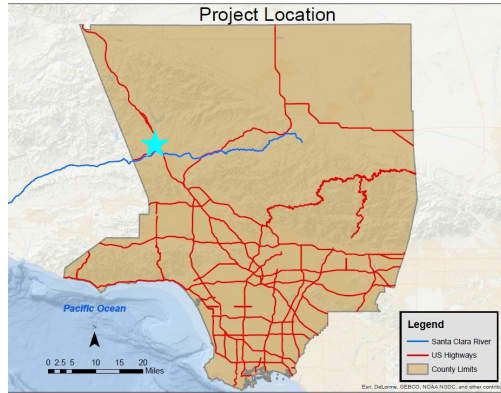 Project Location
Pacific Ocean
N
0 2.5 5 10 15 20
Miles
Legend
Santa Clara River
US Highways
County Limits
Esri, DeLorme, GEBCO, NOAA NGDC, and other contribu